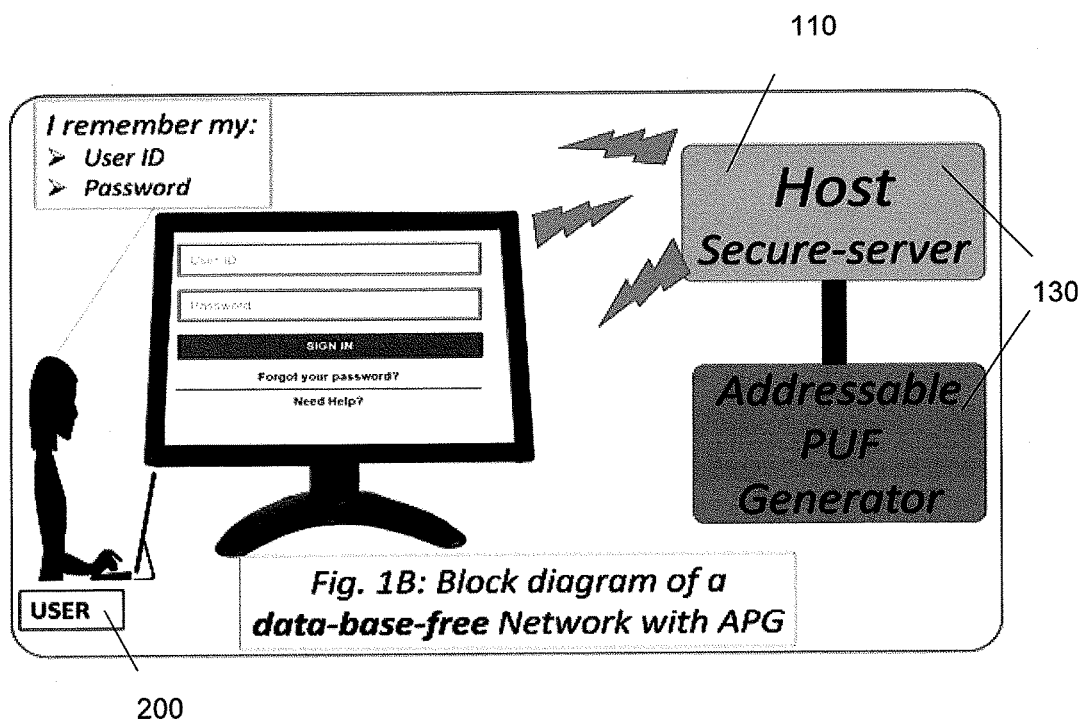 110
I remember my:
➢ User ID
➢ Password
Host
Secure-server
User ID
Password
130
SIGN IN
Forgot your password?
Need Help?
Addressable
PUF
Generator
Fig. 1B: Block diagram of a
data-base-free Network with APG
USER
200